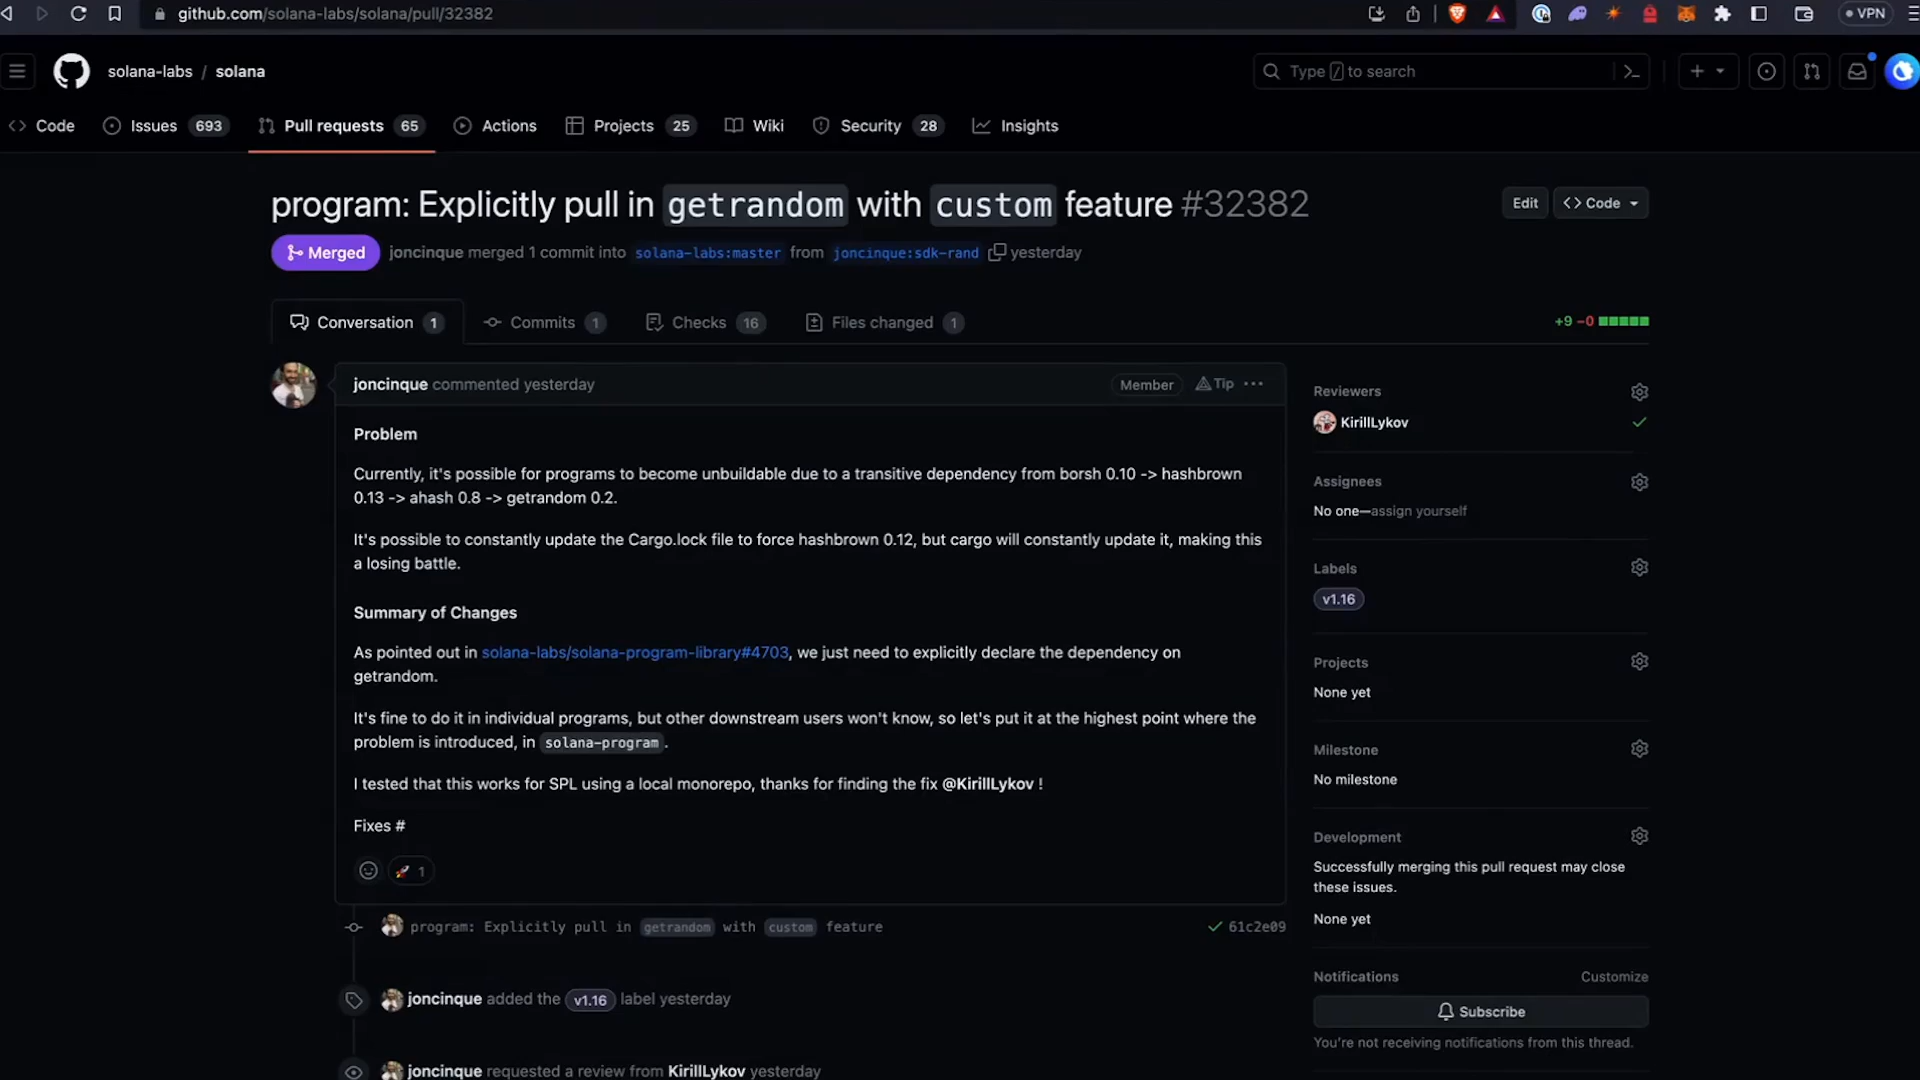 github.com/solana-labs/solana/pull/32382
VPN
solana-labs / solana
Type / to search
Code
Issues 693
Pull requests 65
Actions
Projects 25
Wiki
Security 28
Insights
program: Explicitly pull in getrandom with custom feature #32382
Edit
<> Code
Merged
joncinque merged 1 commit into solana-labs:master from joncinque:sdk-rand yesterday
Conversation 1
Commits 1
Checks 16
Files changed 1
+9 −0
joncinque commented yesterday
Member
Tip
Problem
Currently, it's possible for programs to become unbuildable due to a transitive dependency from borsh 0.10 -> hashbrown
0.13 -> ahash 0.8 -> getrandom 0.2.
It's possible to constantly update the Cargo.lock file to force hashbrown 0.12, but cargo will constantly update it, making this
a losing battle.
Summary of Changes
As pointed out in solana-labs/solana-program-library#4703, we just need to explicitly declare the dependency on
getrandom.
It's fine to do it in individual programs, but other downstream users won't know, so let's put it at the highest point where the
problem is introduced, in solana-program.
I tested that this works for SPL using a local monorepo, thanks for finding the fix @KirillLykov !
Fixes #
🚀 1
program: Explicitly pull in getrandom with custom feature
61c2e09
joncinque added the v1.16 label yesterday
joncinque requested a review from KirillLykov yesterday
Reviewers
KirillLykov
Assignees
No one—assign yourself
Labels
v1.16
Projects
None yet
Milestone
No milestone
Development
Successfully merging this pull request may close
these issues.
None yet
Notifications
Customize
Subscribe
You're not receiving notifications from this thread.